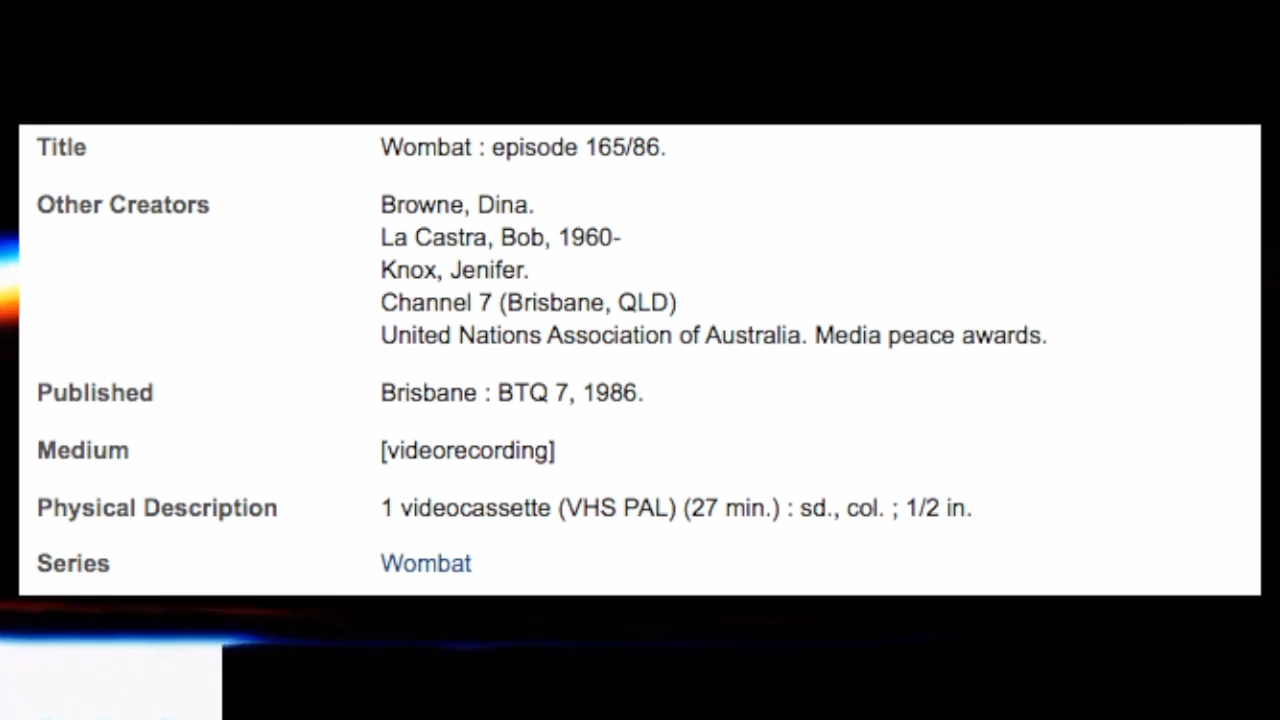 Title
Wombat : episode 165/86.
Other Creators
Browne, Dina.
La Castra, Bob, 1960-
Knox, Jenifer.
Channel 7 (Brisbane, QLD)
United Nations Association of Australia. Media peace awards.
Published
Brisbane : BTQ 7, 1986.
Medium
[videorecording]
Physical Description
1 videocassette (VHS PAL) (27 min.) : sd., col. ; 1/2 in.
Series
Wombat